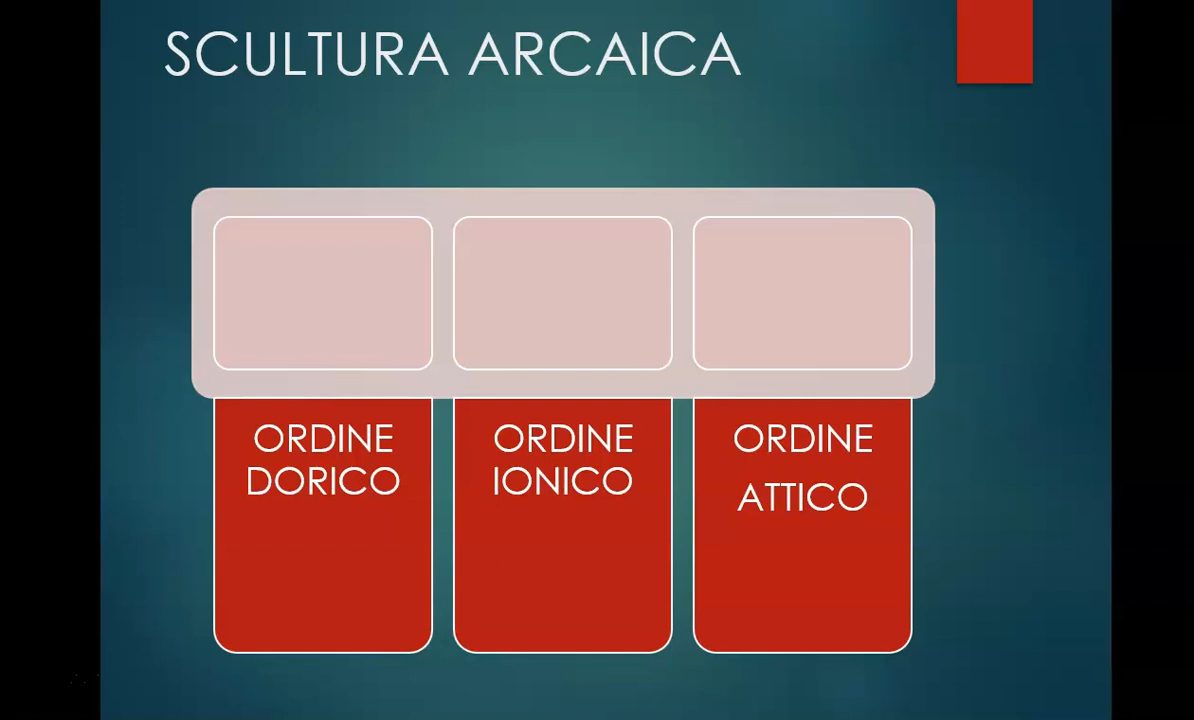 SCULTURA ARCAICA
ORDINE
DORICO
ORDINE
IONICO
ORDINE
ATTICO